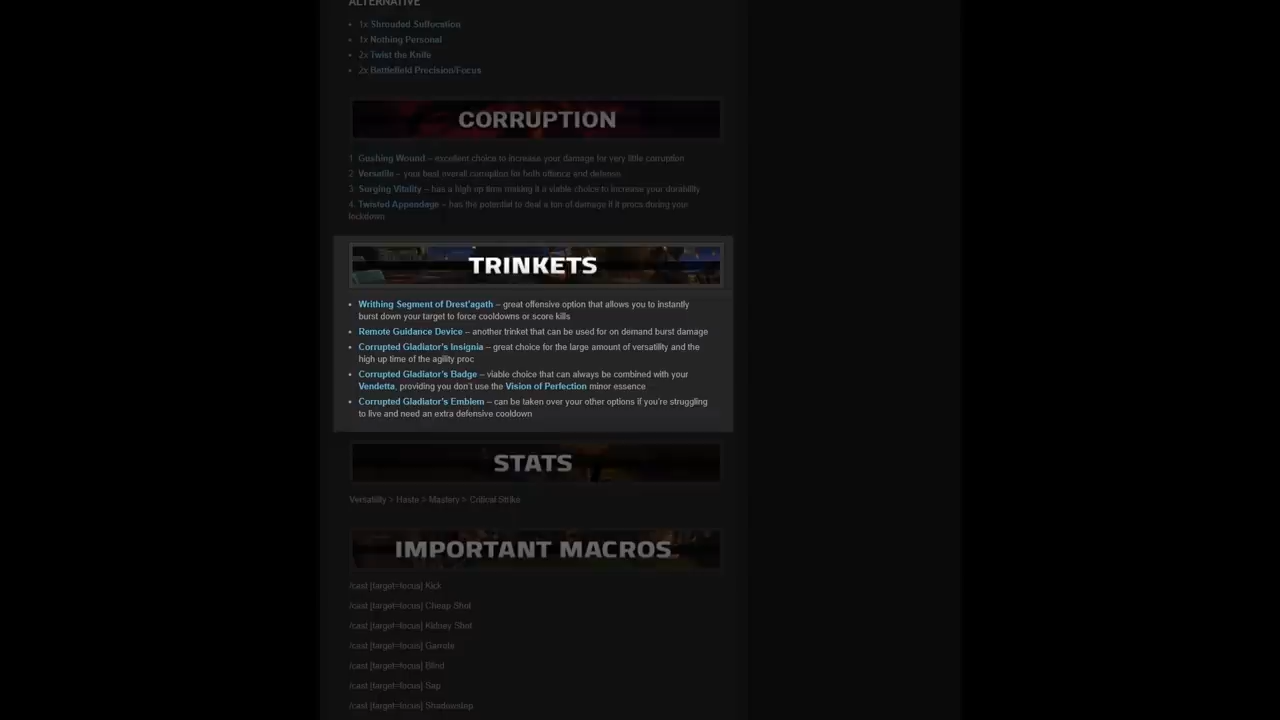 ALTERNATIVE
• 1x Shrouded Suffocation
• 1x Nothing Personal
• 2x Twist the Knife
• 2x Battlefield Precision/Focus
CORRUPTION
1. Gushing Wound – excellent choice to increase your damage for very little corruption
2. Versatile – your best overall corruption for both offence and defense
3. Surging Vitality – has a high up time making it a viable choice to increase your durability
4. Twisted Appendage – has the potential to deal a ton of damage if it procs during your
lockdown
TRINKETS
• Writhing Segment of Drest'agath – great offensive option that allows you to instantly
burst down your target to force cooldowns or score kills
• Remote Guidance Device – another trinket that can be used for on demand burst damage
• Corrupted Gladiator's Insignia – great choice for the large amount of versatility and the
high up time of the agility proc
• Corrupted Gladiator's Badge – viable choice that can always be combined with your
Vendetta, providing you don't use the Vision of Perfection minor essence
• Corrupted Gladiator's Emblem – can be taken over your other options if you're struggling
to live and need an extra defensive cooldown
STATS
Versatility > Haste > Mastery > Critical Strike
IMPORTANT MACROS
/cast [target=focus] Kick
/cast [target=focus] Cheap Shot
/cast [target=focus] Kidney Shot
/cast [target=focus] Garrote
/cast [target=focus] Blind
/cast [target=focus] Sap
/cast [target=focus] Shadowstep